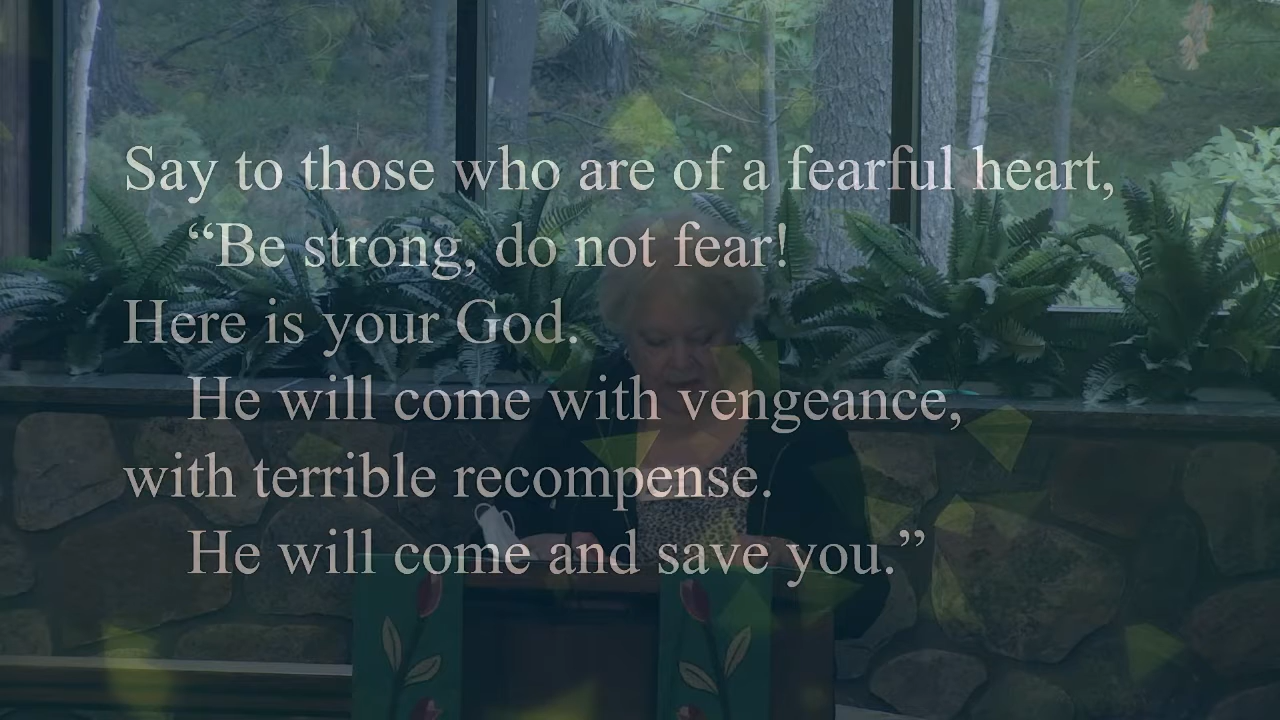 Say to those who are of a fearful heart,
“Be strong, do not fear!
Here is your God.
He will come with vengeance,
with terrible recompense.
He will come and save you.”